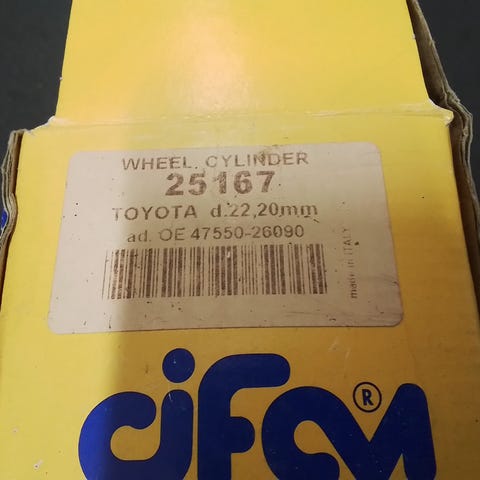 WHEEL CYLINDER
25167
TOYOTA d.22,20mm
ad. OE 47550-26090
made in ITALY
cifam®